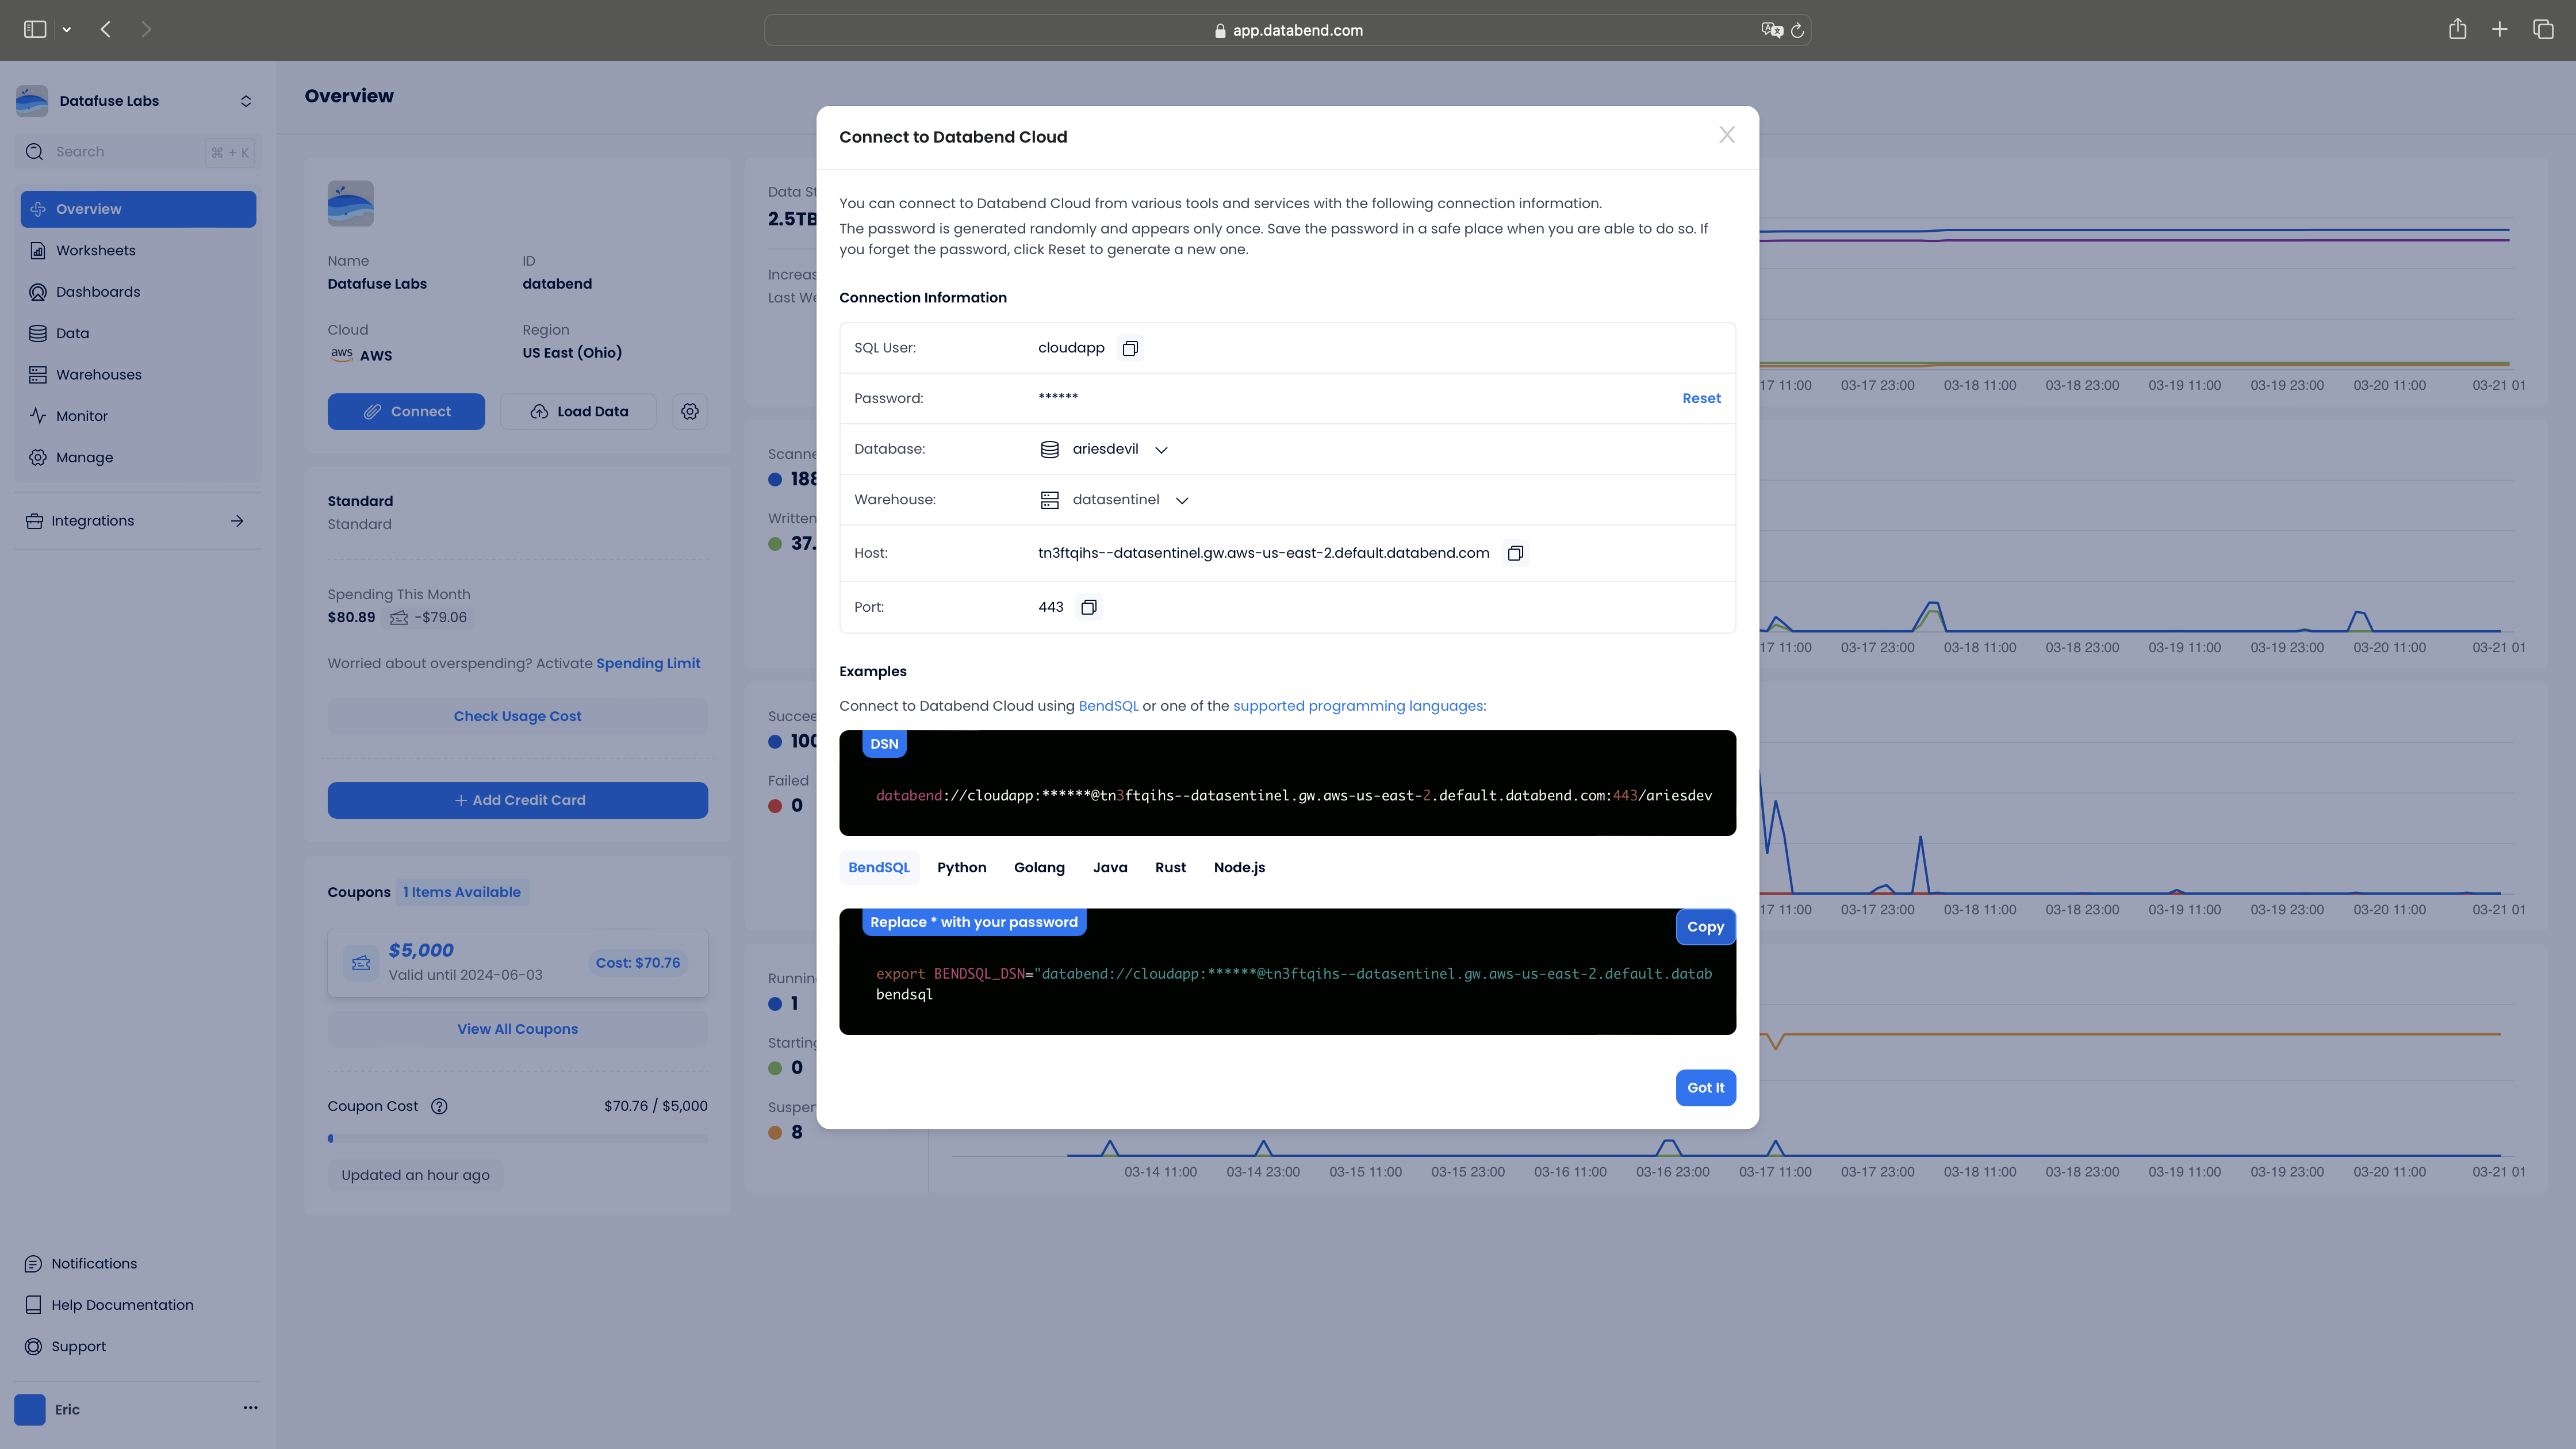 app.databend.com
Datafuse Labs
Search
⌘ + K
Overview
Worksheets
Dashboards
Data
Warehouses
Monitor
Manage
Integrations
Notifications
Help Documentation
Support
Eric
Overview
Name
Datafuse Labs
ID
databend
Cloud
aws AWS
Region
US East (Ohio)
Connect
Load Data
Standard
Standard
Spending This Month
$80.89 -$79.06
Worried about overspending? Activate Spending Limit
Check Usage Cost
+ Add Credit Card
Coupons 1 Items Available
$5,000
Valid until 2024-06-03
Cost: $70.76
View All Coupons
Coupon Cost
$70.76 / $5,000
Updated an hour ago
Data
2.5TB
Last
Written
37.
Failed
0
1
0
8
Connect to Databend Cloud
You can connect to Databend Cloud from various tools and services with the following connection information.
The password is generated randomly and appears only once. Save the password in a safe place when you are able to do so. If
you forget the password, click Reset to generate a new one.
Connection Information
SQL User: cloudapp
Password: ****** Reset
Database: ariesdevil
Warehouse: datasentinel
Host: tn3ftqihs--datasentinel.gw.aws-us-east-2.default.databend.com
Port: 443
Examples
Connect to Databend Cloud using BendSQL or one of the supported programming languages:
DSN
databend://cloudapp:******@tn3ftqihs--datasentinel.gw.aws-us-east-2.default.databend.com:443/ariesdev
BendSQL Python Golang Java Rust Node.js
Replace * with your password
Copy
export BENDSQL_DSN="databend://cloudapp:******@tn3ftqihs--datasentinel.gw.aws-us-east-2.default.datab
bendsql
Got It
17 11:00 03-17 23:00 03-18 11:00 03-18 23:00 03-19 11:00 03-19 23:00 03-20 11:00 03-21 01
17 11:00 03-17 23:00 03-18 11:00 03-18 23:00 03-19 11:00 03-19 23:00 03-20 11:00 03-21 01
17 11:00 03-17 23:00 03-18 11:00 03-18 23:00 03-19 11:00 03-19 23:00 03-20 11:00 03-21 01
03-14 11:00 03-14 23:00 03-15 11:00 03-15 23:00 03-16 11:00 03-16 23:00 03-17 11:00 03-17 23:00 03-18 11:00 03-18 23:00 03-19 11:00 03-19 23:00 03-20 11:00 03-21 01